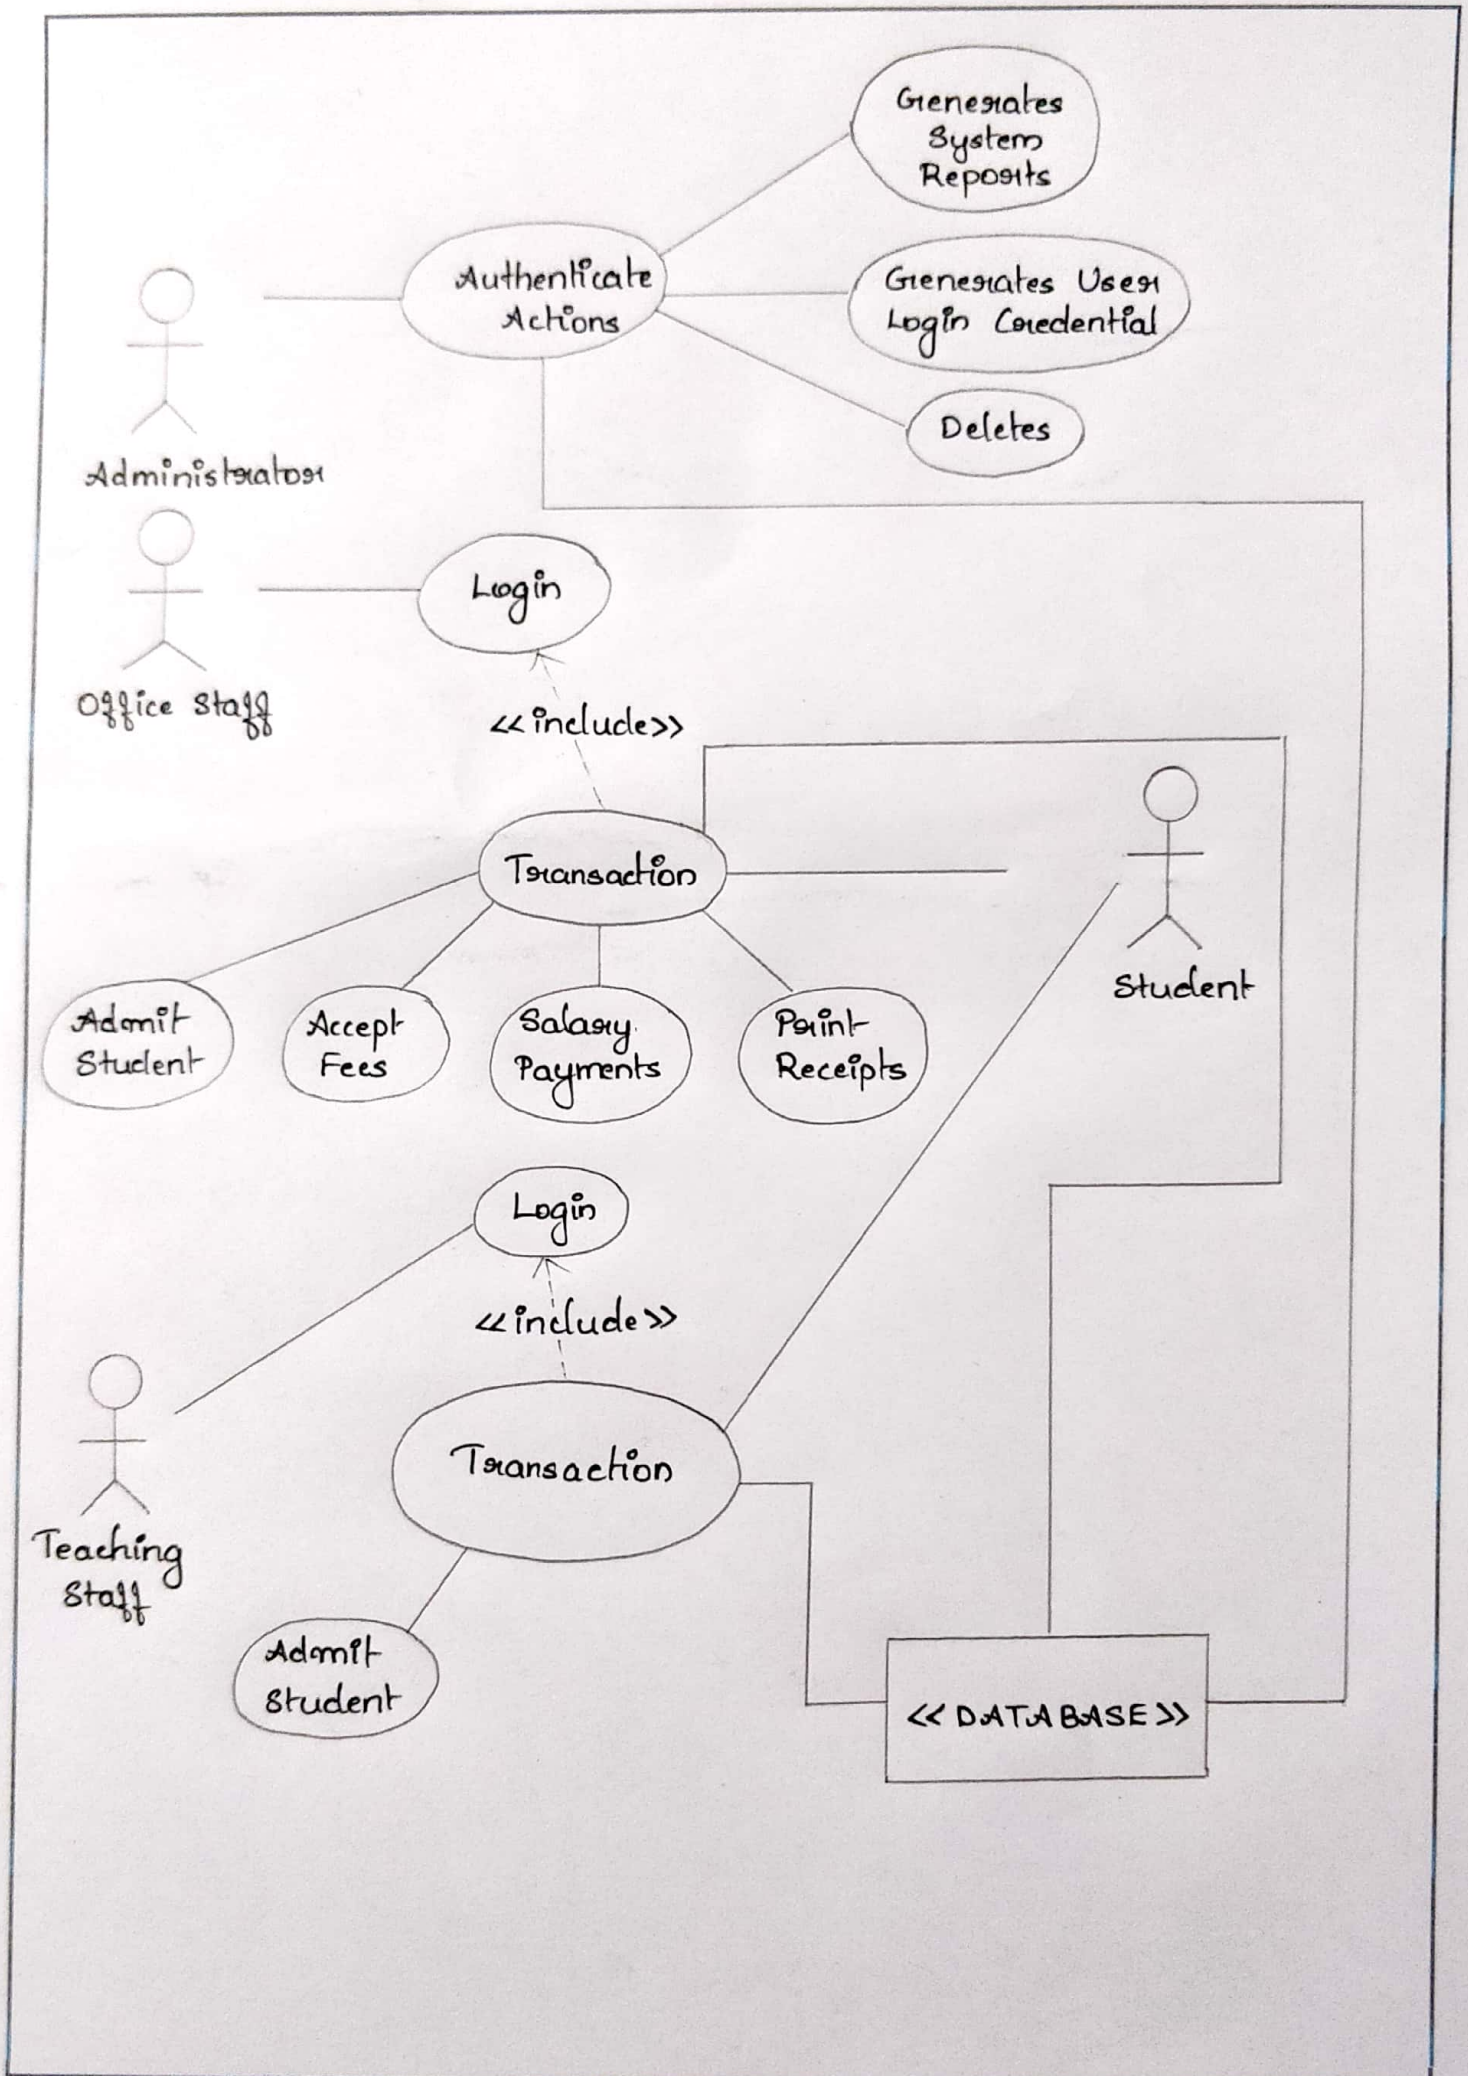 Generates
System
Reports
Authenticate
Actions
Generates User
Login Credential
Deletes
Administrator
Login
Office Staff
<<include>>
Transaction
Student
Admit
Student
Accept
Fees
Salary
Payments
Print
Receipts
Login
<<include>>
Transaction
Teaching
Staff
Admit
Student
<<DATABASE>>